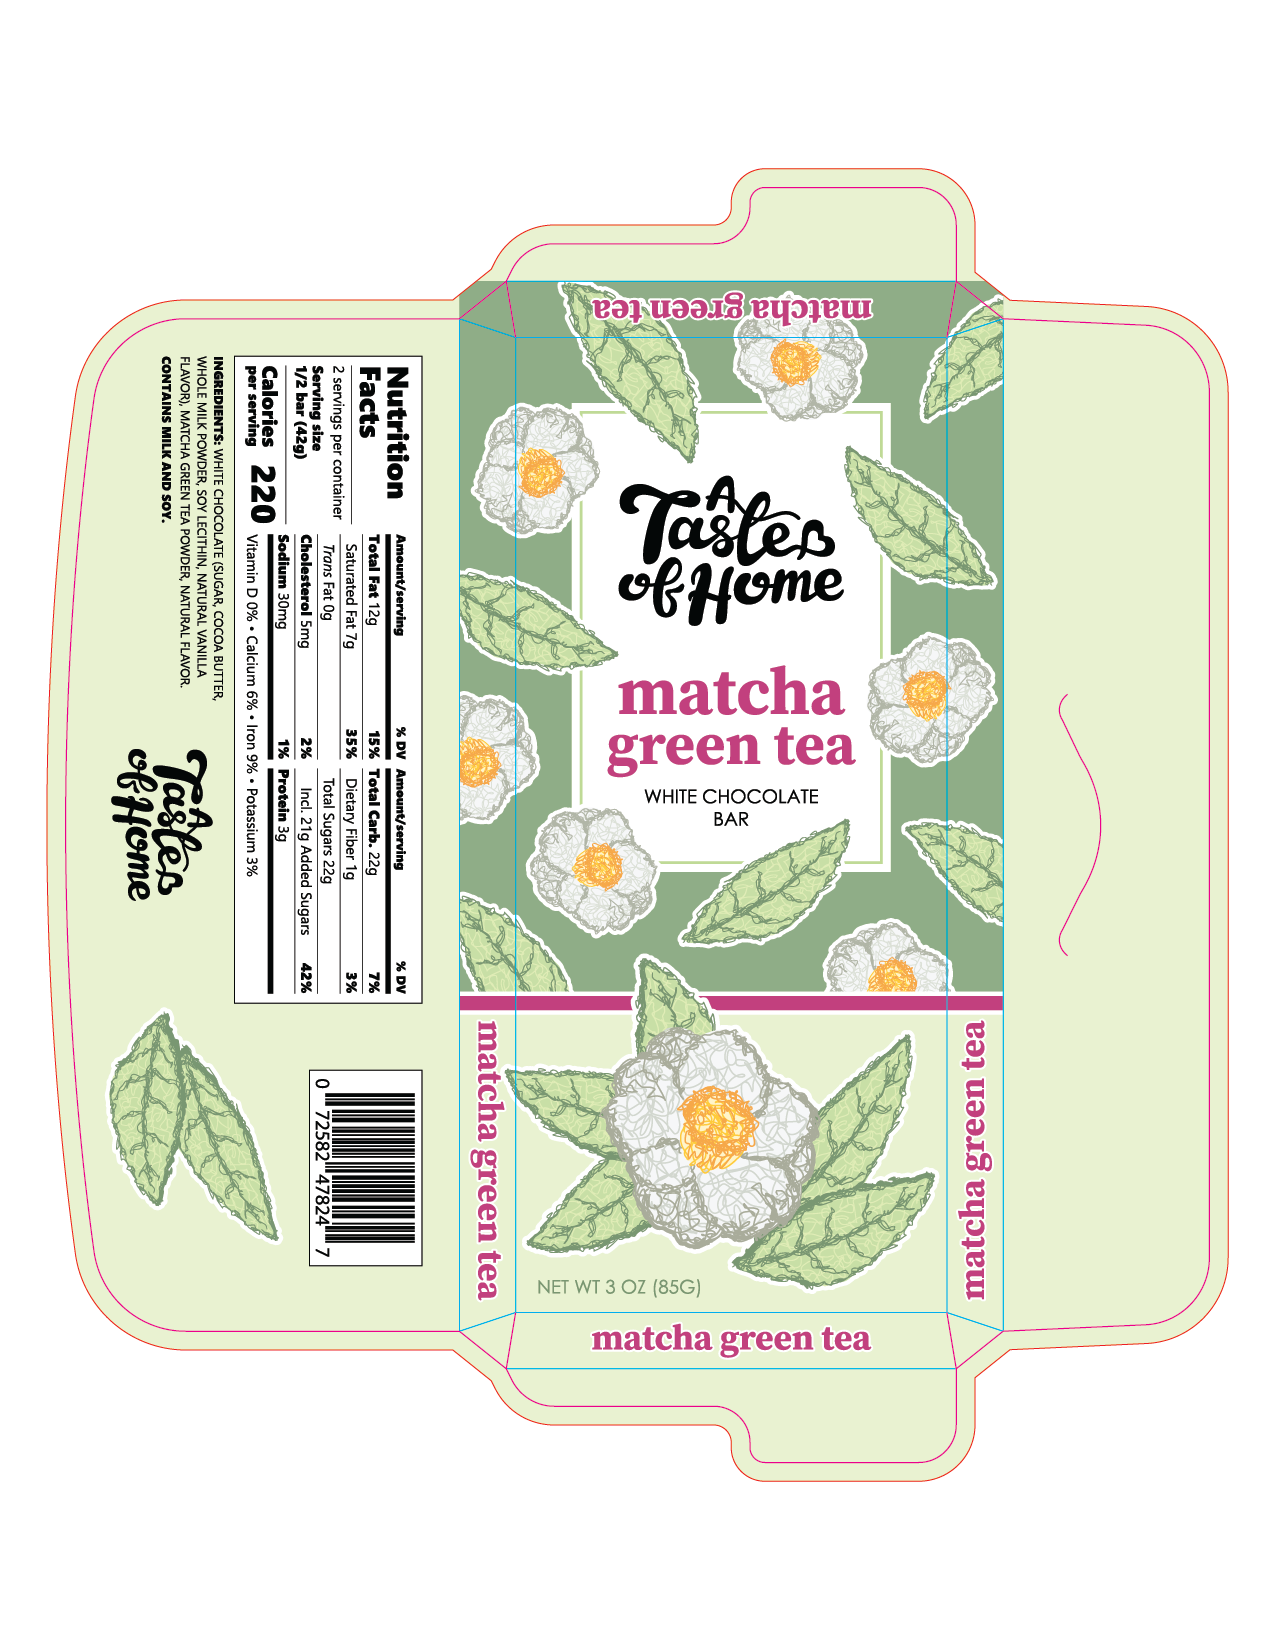 matcha green tea
A
Tastes
of Home
matcha
green tea
WHITE CHOCOLATE
BAR
NET WT 3 OZ (85G)
matcha green tea
matcha green tea
matcha green tea
Nutrition
Facts
2 servings per container
Serving size
1/2 bar (42g)
Calories
per serving
220
Amount/serving % DV
Total Fat 12g 15%
Saturated Fat 7g 35%
Trans Fat 0g
Cholesterol 5mg 2%
Sodium 30mg 1%
Amount/serving % DV
Total Carb. 22g 7%
Dietary Fiber 1g 3%
Total Sugars 22g
Incl. 21g Added Sugars 42%
Protein 3g
Vitamin D 0% • Calcium 6% • Iron 9% • Potassium 3%
INGREDIENTS: WHITE CHOCOLATE (SUGAR, COCOA BUTTER,
WHOLE MILK POWDER, SOY LECITHIN, NATURAL VANILLA
FLAVOR), MATCHA GREEN TEA POWDER, NATURAL FLAVOR.
CONTAINS MILK AND SOY.
A
Tastes
of Home
0 72582 47824 7